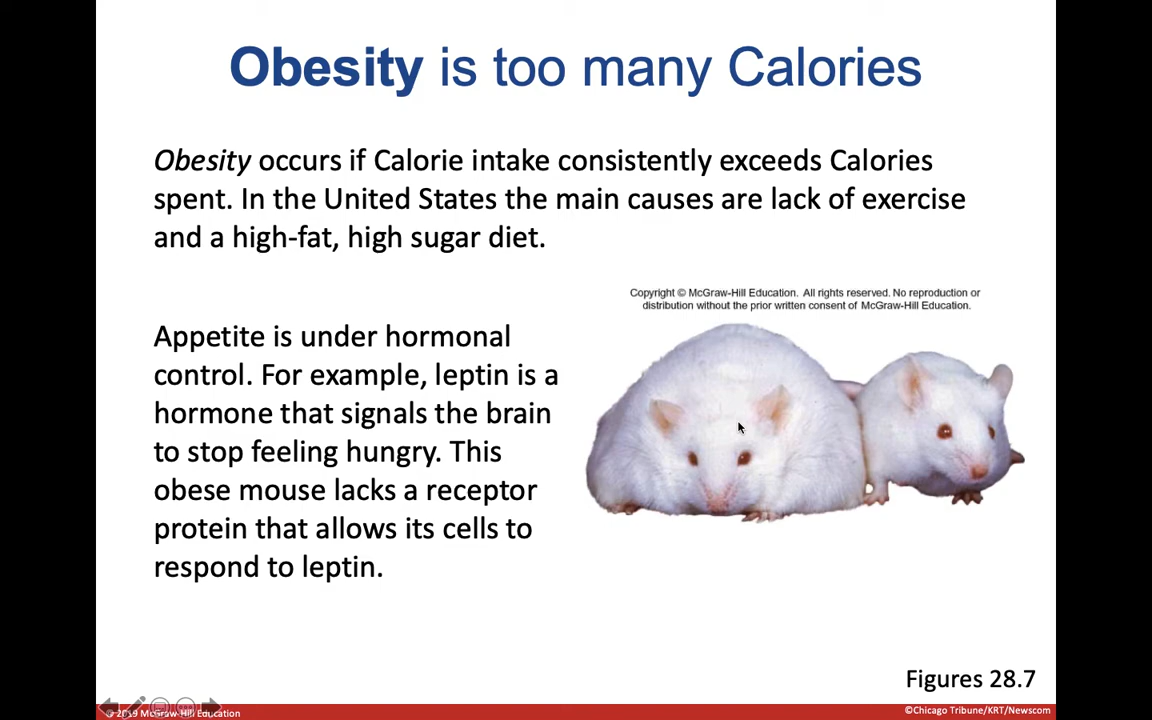 Obesity is too many Calories
Obesity occurs if Calorie intake consistently exceeds Calories
spent. In the United States the main causes are lack of exercise
and a high-fat, high sugar diet.
Copyright © McGraw-Hill Education. All rights reserved. No reproduction or
distribution without the prior written consent of McGraw-Hill Education.
Appetite is under hormonal
control. For example, leptin is a
hormone that signals the brain
to stop feeling hungry. This
obese mouse lacks a receptor
protein that allows its cells to
respond to leptin.
Figures 28.7
© 2019 McGraw-Hill Education
©Chicago Tribune/KRT/Newscom